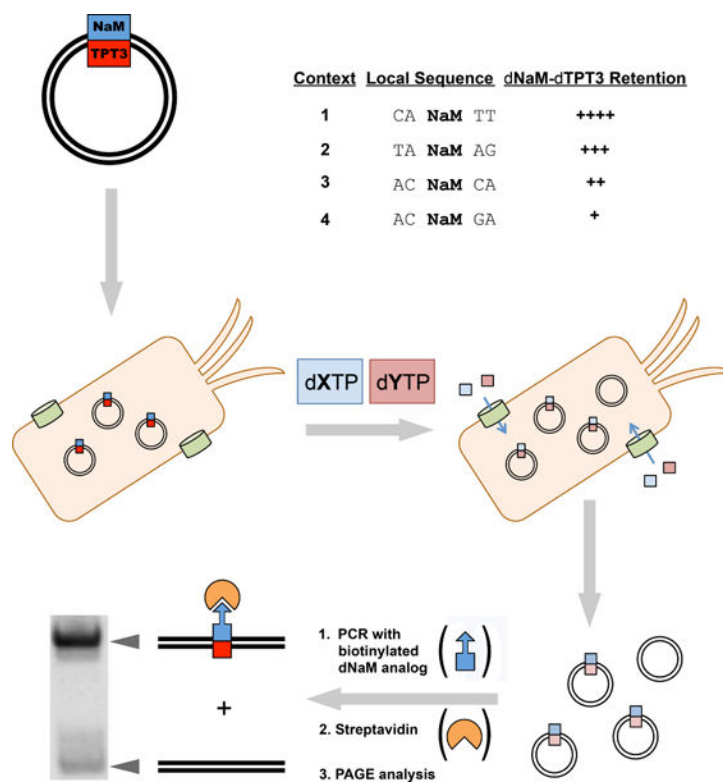 NaM
TPT3
Context Local Sequence dNaM-dTPT3 Retention
1 CA NaM TT ++++
2 TA NaM AG +++
3 AC NaM CA ++
4 AC NaM GA +
dXTP dYTP
1. PCR with
biotinylated
dNaM analog
+
2. Streptavidin
3. PAGE analysis